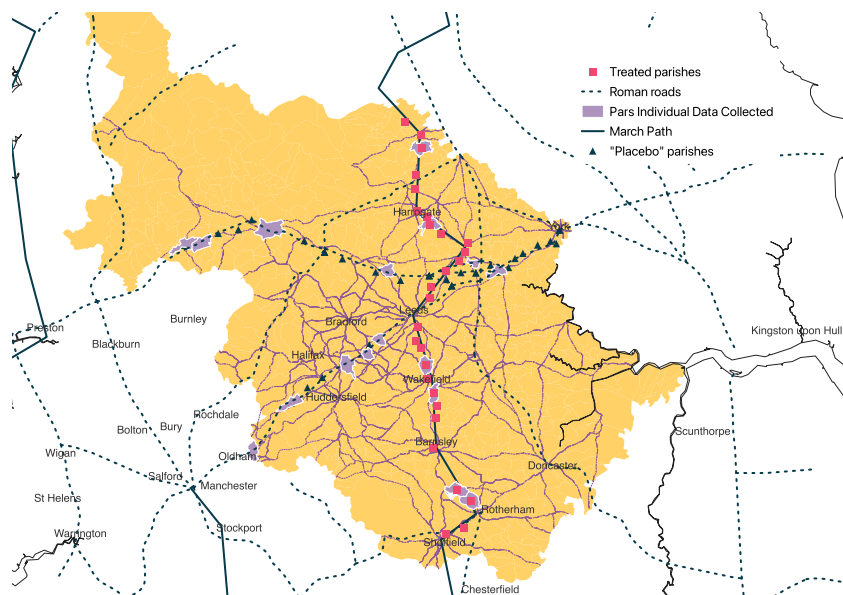 Treated parishes
Roman roads
Pars Individual Data Collected
March Path
"Placebo" parishes
Harrogate
York
Leeds
Preston
Burnley
Bradford
Kingston upon Hull
Blackburn
Halifax
Wakefield
Huddersfield
Rochdale
Bury
Bolton
Scunthorpe
Barnsley
Wigan
Oldham
Doncaster
Salford
Manchester
St Helens
Rotherham
Stockport
Warrington
Sheffield
Chesterfield